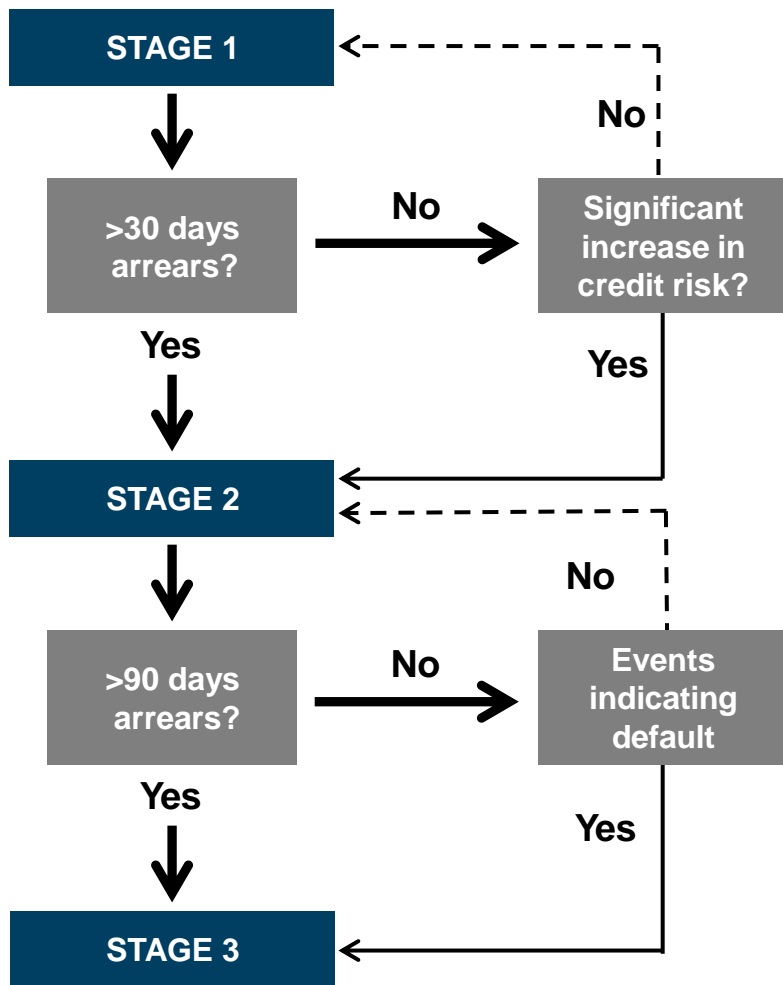 STAGE 1
No
>30 days
arrears?
No
Significant
increase in
credit risk?
Yes
Yes
STAGE 2
No
>90 days
arrears?
No
Events
indicating
default
Yes
Yes
STAGE 3